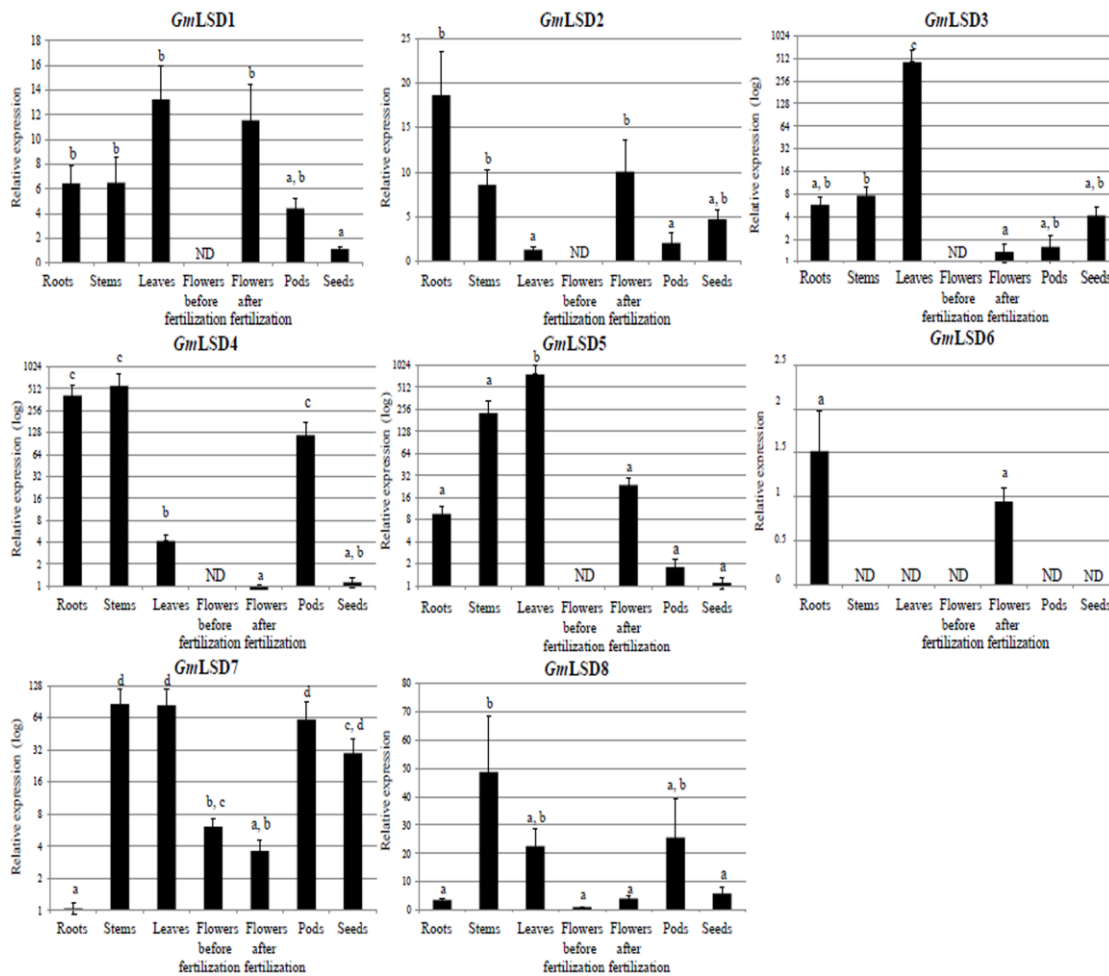 GmLSD1
Relative expression
18
16
14
12
10
8
6
4
2
0
b
b
b
ND
b
a, b
a
Roots Stems Leaves Flowers Flowers Pods Seeds
before after
fertilization fertilization
GmLSD2
Relative expression
25
20
15
10
5
0
b
b
a
ND
b
a
a, b
Roots Stems Leaves Flowers Flowers Pods Seeds
before after
fertilization fertilization
GmLSD3
Relative expression (log)
1024
512
256
128
64
32
16
8
4
2
1
a, b
b
c
ND
a
a, b
a, b
Roots Stems Leaves Flowers Flowers Pods Seeds
before after
fertilization fertilization
GmLSD4
Relative expression (log)
1024
512
256
128
64
32
16
8
4
2
1
c
c
b
ND
a
c
a, b
Roots Stems Leaves Flowers Flowers Pods Seeds
before after
fertilization fertilization
GmLSD5
Relative expression (log)
1024
512
256
128
64
32
16
8
4
2
1
a
a
b
ND
a
a
a
Roots Stems Leaves Flowers Flowers Pods Seeds
before after
fertilization fertilization
GmLSD6
Relative expression
2.5
2
1.5
1
0.5
0
a
ND
ND
ND
a
ND
ND
Roots Stems Leaves Flowers Flowers Pods Seeds
before after
fertilization fertilization
GmLSD7
Relative expression (log)
128
64
32
16
8
4
2
1
a
d
d
b, c
a, b
d
c, d
Roots Stems Leaves Flowers Flowers Pods Seeds
before after
fertilization fertilization
GmLSD8
Relative expression
80
70
60
50
40
30
20
10
0
a
b
a, b
a
a
a, b
a
Roots Stems Leaves Flowers Flowers Pods Seeds
before after
fertilization fertilization